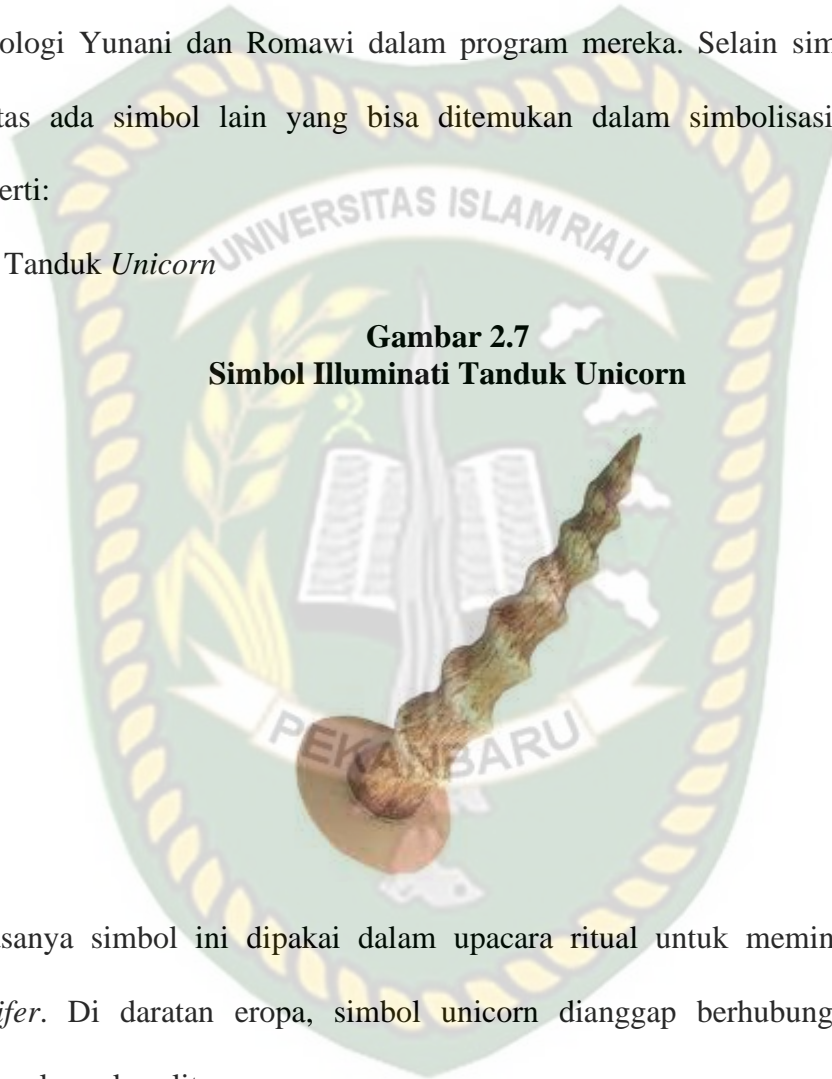 ologi Yunani dan Romawi dalam program mereka. Selain sim
tas ada simbol lain yang bisa ditemukan dalam simbolisasi
erti:
UNIVERSITAS ISLAM RIAU
Tanduk Unicorn
Gambar 2.7
Simbol Illuminati Tanduk Unicorn
PEKANBARU
sanya simbol ini dipakai dalam upacara ritual untuk memin
ifer. Di daratan eropa, simbol unicorn dianggap berhubung